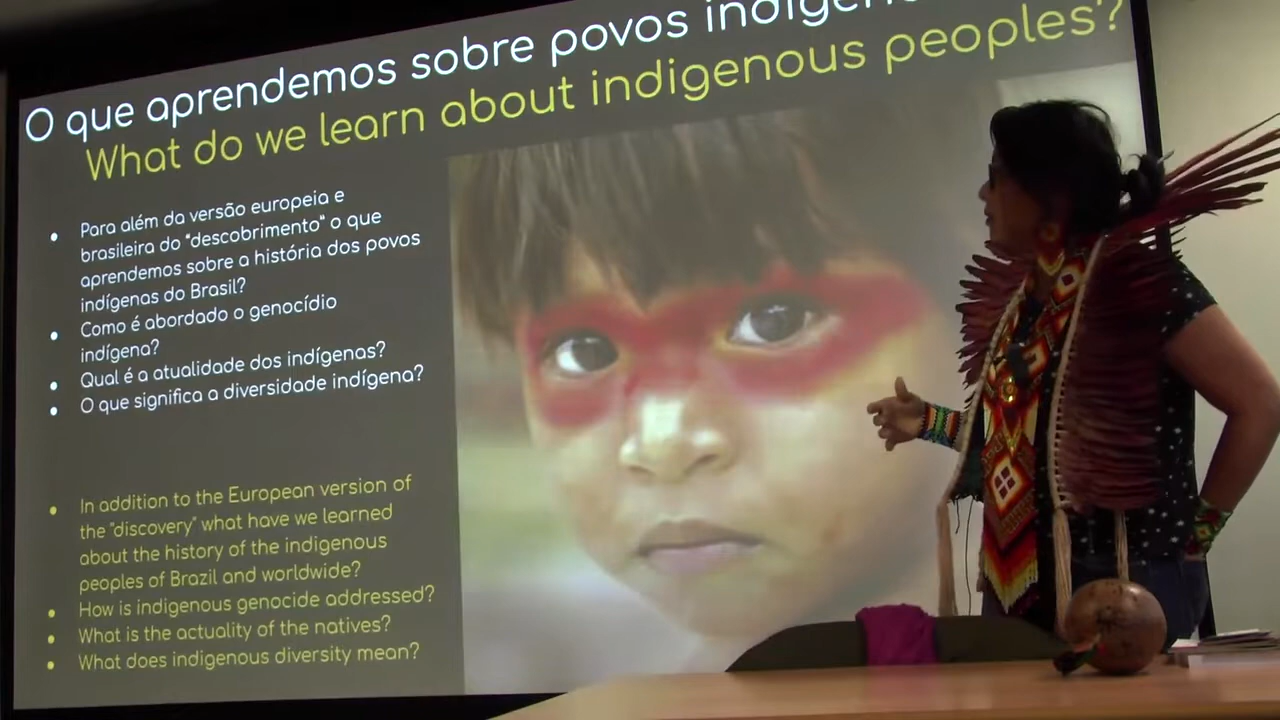 O que aprendemos sobre povos
What do we learn about indigenous peoples?
• Para além da versão europeia e
brasileira do "descobrimento" o que
aprendemos sobre a história dos povos
indígenas do Brasil?
• Como é abordado o genocídio
indígena?
• Qual é a atualidade dos indígenas?
• O que significa a diversidade indígena?
• In addition to the European version of
the "discovery" what have we learned
about the history of the indigenous
peoples of Brazil and worldwide?
• How is indigenous genocide addressed?
• What is the actuality of the natives?
• What does indigenous diversity mean?